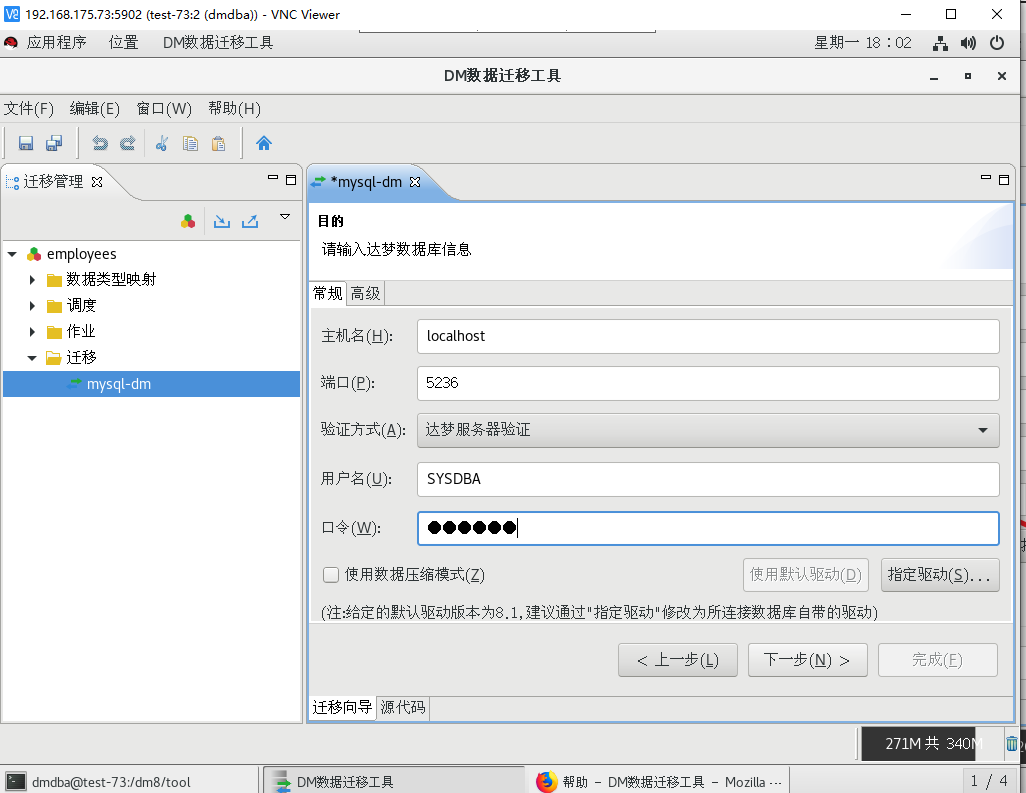 192.168.175.73:5902 (test-73:2 (dmdba)) - VNC Viewer
应用程序 位置 DM数据迁移工具 星期一 18：02
DM数据迁移工具
文件(F) 编辑(E) 窗口(W) 帮助(H)
迁移管理
*mysql-dm
目的
请输入达梦数据库信息
employees
数据类型映射
调度
作业
迁移
mysql-dm
常规 高级
主机名(H): localhost
端口(P): 5236
验证方式(A): 达梦服务器验证
用户名(U): SYSDBA
口令(W): ●●●●●●
使用数据压缩模式(Z) 使用默认驱动(D) 指定驱动(S)...
(注:给定的默认驱动版本为8.1,建议通过"指定驱动"修改为所连接数据库自带的驱动)
< 上一步(L) 下一步(N) > 完成(F)
迁移向导 源代码
271M 共 340M
dmdba@test-73:/dm8/tool DM数据迁移工具 帮助 – DM数据迁移工具 – Mozilla ··· 1 / 4